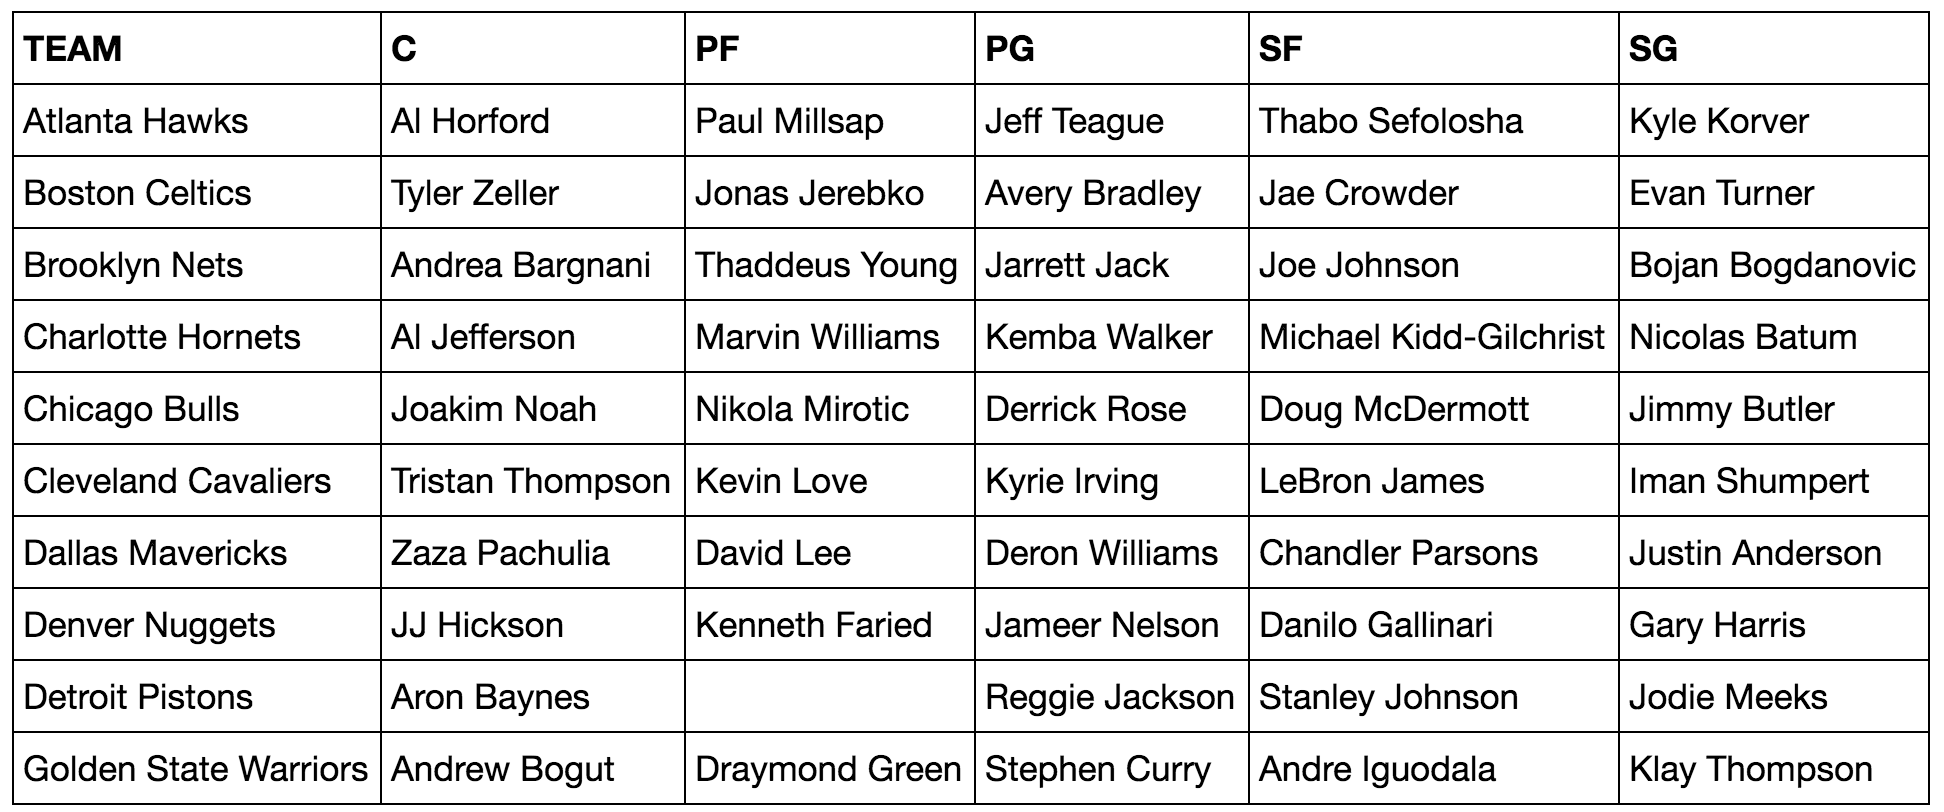 TEAM C PF PG SF SG
Atlanta Hawks Al Horford Paul Millsap Jeff Teague Thabo Sefolosha Kyle Korver
Boston Celtics Tyler Zeller Jonas Jerebko Avery Bradley Jae Crowder Evan Turner
Brooklyn Nets Andrea Bargnani Thaddeus Young Jarrett Jack Joe Johnson Bojan Bogdanovic
Charlotte Hornets Al Jefferson Marvin Williams Kemba Walker Michael Kidd-Gilchrist Nicolas Batum
Chicago Bulls Joakim Noah Nikola Mirotic Derrick Rose Doug McDermott Jimmy Butler
Cleveland Cavaliers Tristan Thompson Kevin Love Kyrie Irving LeBron James Iman Shumpert
Dallas Mavericks Zaza Pachulia David Lee Deron Williams Chandler Parsons Justin Anderson
Denver Nuggets JJ Hickson Kenneth Faried Jameer Nelson Danilo Gallinari Gary Harris
Detroit Pistons Aron Baynes Reggie Jackson Stanley Johnson Jodie Meeks
Golden State Warriors Andrew Bogut Draymond Green Stephen Curry Andre Iguodala Klay Thompson